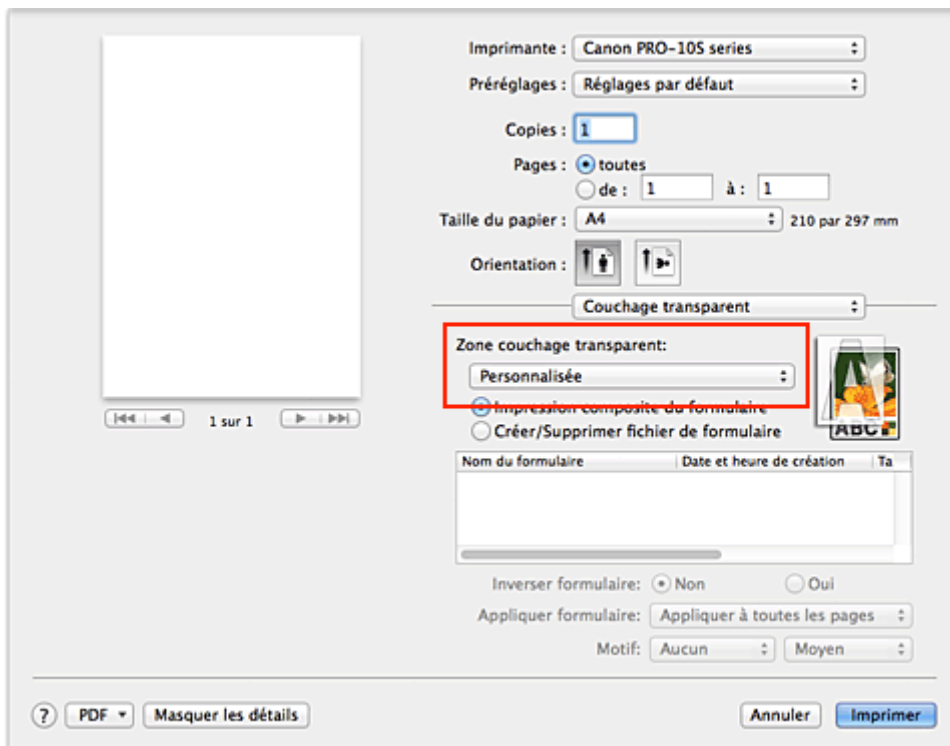 Imprimante : Canon PRO-10S series
Préréglages : Réglages par défaut
Copies : 1
Pages : toutes
de : 1 à : 1
Taille du papier : A4 210 par 297 mm
Orientation :
Couchage transparent
Zone couchage transparent:
Personnalisée
Impression composite du formulaire
Créer/Supprimer fichier de formulaire
A
ABC
1 sur 1
Nom du formulaire Date et heure de création Ta
Inverser formulaire: Non Oui
Appliquer formulaire: Appliquer à toutes les pages
Motif: Aucun Moyen
? PDF Masquer les détails Annuler Imprimer